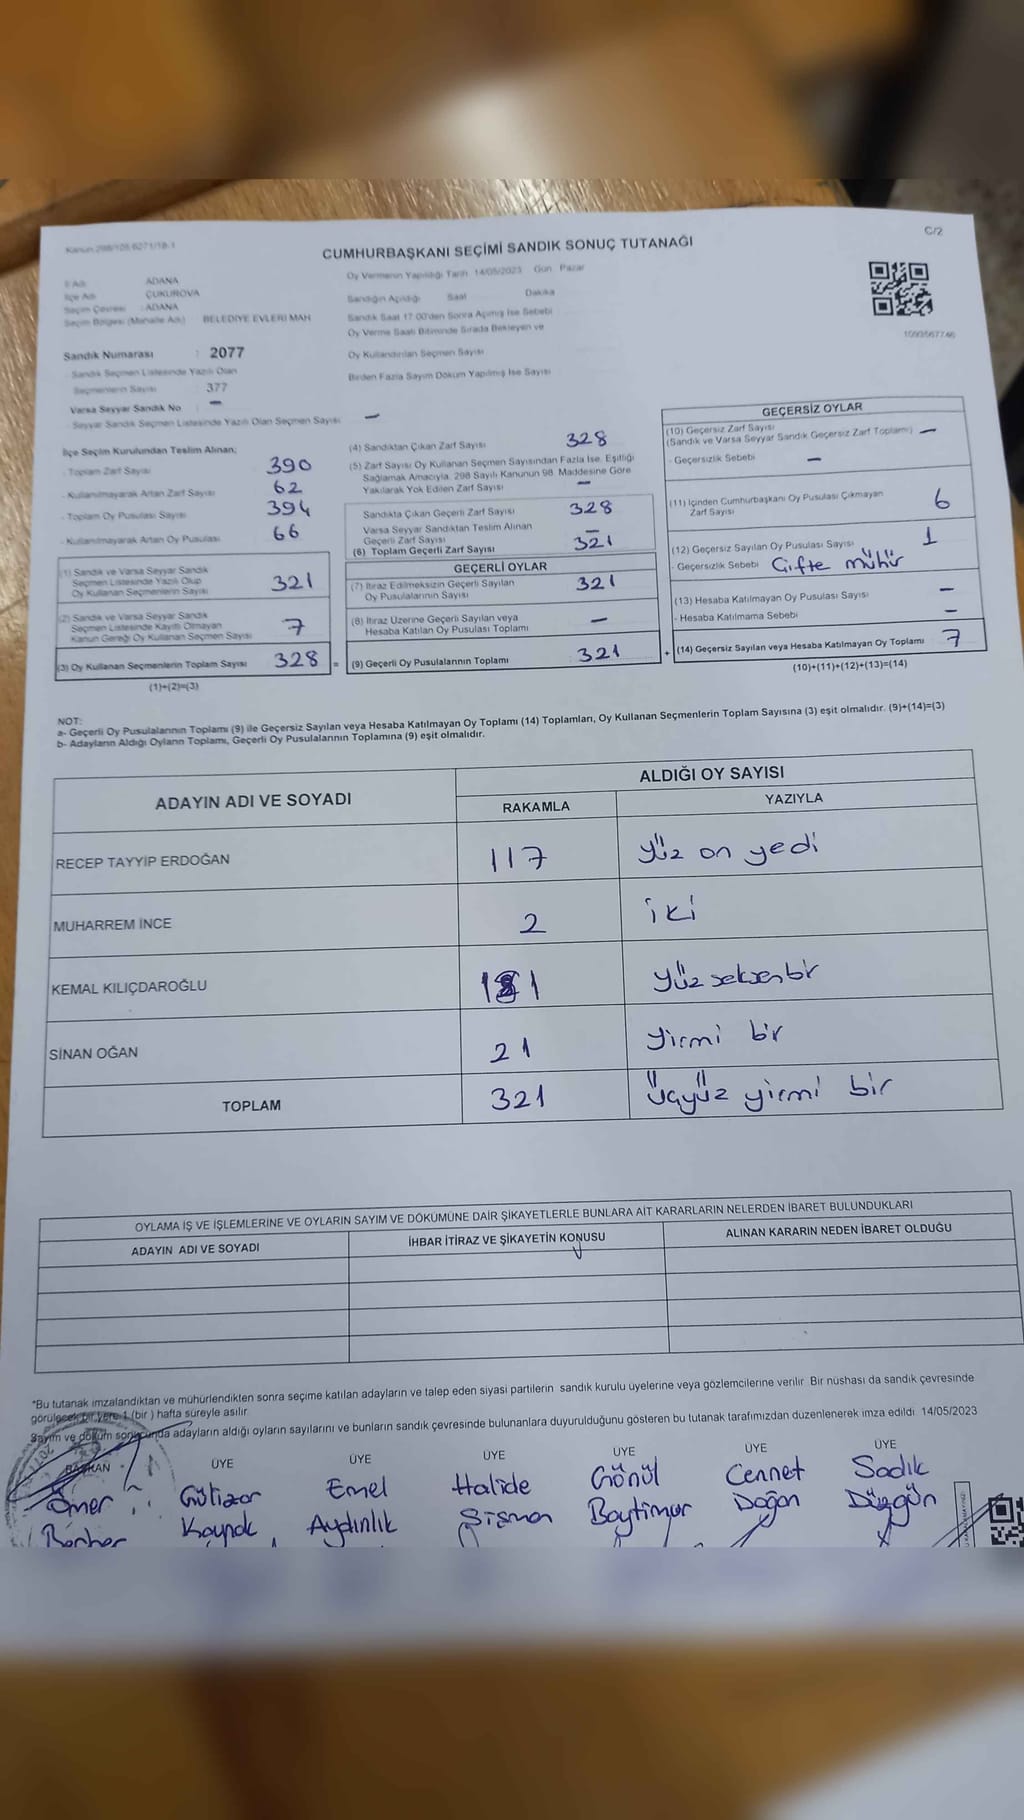 Kanun 298/105.6271/18-1
C/2
CUMHURBAŞKANI SEÇİMİ SANDIK SONUÇ TUTANAĞI
İl Adı ADANA
İlçe Adı ÇUKUROVA
Seçim Çevresi : ADANA
Seçim Bölgesi (Mahalle Adı) BELEDİYE EVLERİ MAH
Sandık Numarası : 2077
- Sandık Seçmen Listesinde Yazılı Olan
Seçmenlerin Sayısı : 377
Varsa Seyyar Sandık No : –
- Seyyar Sandık Seçmen Listesinde Yazılı Olan Seçmen Sayısı –
Oy Vermenin Yapıldığı Tarih 14/05/2023 Gün Pazar
Sandığın Açıldığı Saat Dakika
Sandık Saat 17.00'den Sonra Açımış İse Sebebi
Oy Verme Saati Bitiminde Sırada Bekleyen ve
Oy Kullandırılan Seçmen Sayısı
Birden Fazla Sayım Döküm Yapılmış İse Sayısı
1093567746
İlçe Seçim Kurulundan Teslim Alınan;
- Toplam Zarf Sayısı 390
- Kullanılmayarak Artan Zarf Sayısı 62
- Toplam Oy Pusulası Sayısı 394
- Kullanılmayarak Artan Oy Pusulası 66
(1) Sandık ve Varsa Seyyar Sandık
Seçmen Listesinde Yazılı Olup
Oy Kullanan Seçmenlerin Sayısı 321
(2) Sandık ve Varsa Seyyar Sandık
Seçmen Listesinde Kayıtlı Olmayan
Kanun Gereği Oy Kullanan Seçmen Sayısı 7
(3) Oy Kullanan Seçmenlerin Toplam Sayısı 328 =
(1)+(2)=(3)
(4) Sandıktan Çıkan Zarf Sayısı 328
(5) Zarf Sayısı Oy Kullanan Seçmen Sayısından Fazla İse, Eşitliği
Sağlamak Amacıyla, 298 Sayılı Kanunun 98. Maddesine Göre
Yakılarak Yok Edilen Zarf Sayısı –
Sandıkta Çıkan Geçerli Zarf Sayısı 328
Varsa Seyyar Sandıktan Teslim Alınan
Geçerli Zarf Sayısı –
(6) Toplam Geçerli Zarf Sayısı 321
GEÇERLİ OYLAR
(7) İtiraz Edilmeksizin Geçerli Sayılan
Oy Pusulalarının Sayısı 321
(8) İtiraz Üzerine Geçerli Sayılan veya
Hesaba Katılan Oy Pusulaları Toplamı –
(9) Geçerli Oy Pusulalarının Toplamı 321 +
GEÇERSİZ OYLAR
(10) Geçersiz Zarf Sayısı
(Sandık ve Varsa Seyyar Sandık Geçersiz Zarf Toplamı) –
- Geçersizlik Sebebi –
(11) İçinden Cumhurbaşkanı Oy Pusulası Çıkmayan
Zarf Sayısı 6
(12) Geçersiz Sayılan Oy Pusulası Sayısı 1
- Geçersizlik Sebebi Çifte mühür
(13) Hesaba Katılmayan Oy Pusulası Sayısı –
- Hesaba Katılmama Sebebi –
(14) Geçersiz Sayılan veya Hesaba Katılmayan Oy Toplamı 7
(10)+(11)+(12)+(13)=(14)
NOT:
a- Geçerli Oy Pusulalarının Toplamı (9) ile Geçersiz Sayılan veya Hesaba Katılmayan Oy Toplamı (14) Toplamları, Oy Kullanan Seçmenlerin Toplam Sayısına (3) eşit olmalıdır. (9)+(14)=(3)
b- Adayların Aldığı Oyların Toplamı, Geçerli Oy Pusulalarının Toplamına (9) eşit olmalıdır.
ADAYIN ADI VE SOYADI ALDIĞI OY SAYISI
RAKAMLA YAZIYLA
RECEP TAYYİP ERDOĞAN 117 yüz on yedi
MUHARREM İNCE 2 iki
KEMAL KILIÇDAROĞLU 181 yüz seksen bir
SİNAN OĞAN 21 yirmi bir
TOPLAM 321 üçyüz yirmi bir
OYLAMA İŞ VE İŞLEMLERİNE VE OYLARIN SAYIM VE DÖKÜMÜNE DAİR ŞİKAYETLERLE BUNLARA AİT KARARLARIN NELERDEN İBARET BULUNDUKLARI
ADAYIN ADI VE SOYADI İHBAR İTİRAZ VE ŞİKAYETİN KONUSU ALINAN KARARIN NEDEN İBARET OLDUĞU
*Bu tutanak imzalandıktan ve mühürlendikten sonra seçime katılan adayların ve talep eden siyasi partilerin sandık kurulu üyelerine veya gözlemcilerine verilir. Bir nüshası da sandık çevresinde
görülecek bir yere 1 (bir) hafta süreyle asılır.
Sayım ve döküm sonucunda adayların aldığı oyların sayılarını ve bunların sandık çevresinde bulunanlara duyurulduğunu gösteren bu tutanak tarafımızdan düzenlenerek imza edildi. 14/05/2023
BAŞKAN ÜYE ÜYE ÜYE ÜYE ÜYE ÜYE
Ömer Gülizar Emel Halide Gönül Cennet Sadık
Kaynak Aydınlık Şişman Baytimur Doğan Düzgün